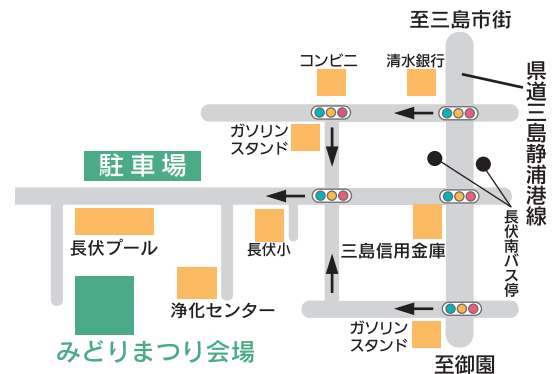 至三島市街
コンビニ
清水銀行
県道三島静浦港線
ガソリン
スタンド
駐車場
長伏プール
長伏小
三島信用金庫
長伏南バス停
浄化センター
ガソリン
スタンド
みどりまつり会場
至御園